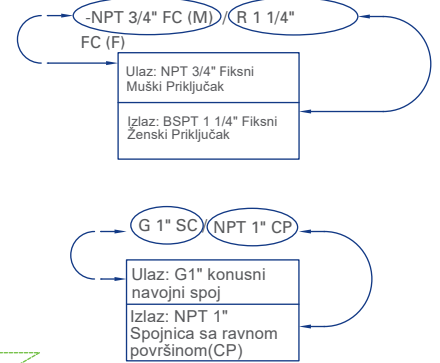 -NPT 3/4" FC (M)/ R 1 1/4"
FC (F)
Ulaz: NPT 3/4" Fiksni
Muški Priključak
Izlaz: BSPT 1 1/4" Fiksni
Ženski Priključak
G 1" SC/NPT 1" CP
Ulaz: G1" konusni
navojni spoj
Izlaz: NPT 1"
Spojnica sa ravnom
površinom(CP)